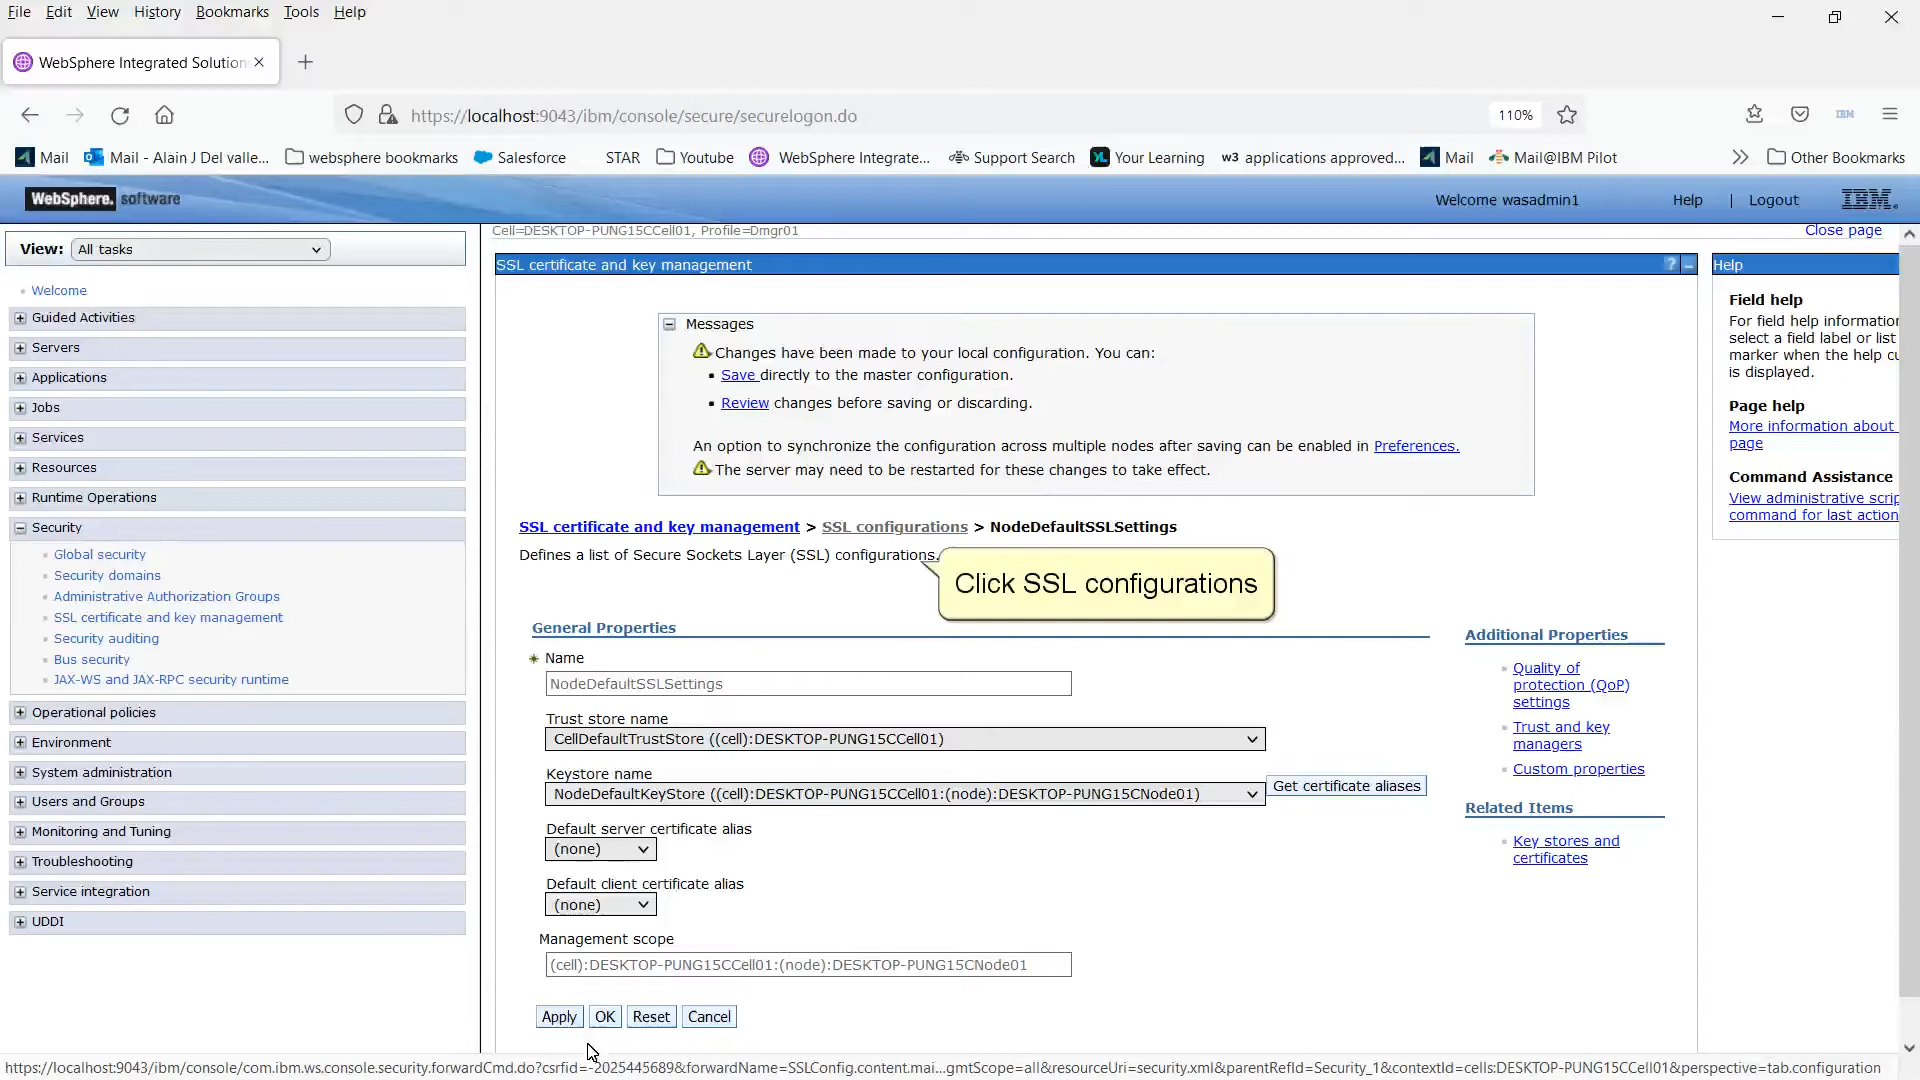 File Edit View History Bookmarks Tools Help
WebSphere Integrated Solution
https://localhost:9043/ibm/console/secure/securelogon.do 110% IBM
Mail Mail - Alain J Del valle... websphere bookmarks Salesforce STAR Youtube WebSphere Integrate... Support Search Your Learning w3 applications approved... Mail Mail@IBM Pilot Other Bookmarks
WebSphere. software Welcome wasadmin1 Help | Logout IBM.
View: All tasks
Welcome
Guided Activities
Servers
Applications
Jobs
Services
Resources
Runtime Operations
Security
Global security
Security domains
Administrative Authorization Groups
SSL certificate and key management
Security auditing
Bus security
JAX-WS and JAX-RPC security runtime
Operational policies
Environment
System administration
Users and Groups
Monitoring and Tuning
Troubleshooting
Service integration
UDDI
Cell=DESKTOP-PUNG15CCell01, Profile=Dmgr01 Close page
SSL certificate and key management ?
Messages
Changes have been made to your local configuration. You can:
Save directly to the master configuration.
Review changes before saving or discarding.
An option to synchronize the configuration across multiple nodes after saving can be enabled in Preferences.
The server may need to be restarted for these changes to take effect.
SSL certificate and key management > SSL configurations > NodeDefaultSSLSettings
Defines a list of Secure Sockets Layer (SSL) configurations.
Click SSL configurations
General Properties
Name
NodeDefaultSSLSettings
Trust store name
CellDefaultTrustStore ((cell):DESKTOP-PUNG15CCell01)
Keystore name
NodeDefaultKeyStore ((cell):DESKTOP-PUNG15CCell01:(node):DESKTOP-PUNG15CNode01) Get certificate aliases
Default server certificate alias
(none)
Default client certificate alias
(none)
Management scope
(cell):DESKTOP-PUNG15CCell01:(node):DESKTOP-PUNG15CNode01
Apply OK Reset Cancel
Additional Properties
Quality of
protection (QoP)
settings
Trust and key
managers
Custom properties
Related Items
Key stores and
certificates
Help
Field help
For field help information
select a field label or list
marker when the help cu
is displayed.
Page help
More information about
page
Command Assistance
View administrative scrip
command for last action
https://localhost:9043/ibm/console/com.ibm.ws.console.security.forwardCmd.do?csrfid=-2025445689&forwardName=SSLConfig.content.mai...gmtScope=all&resourceUri=security.xml&parentRefId=Security_1&contextId=cells:DESKTOP-PUNG15CCell01&perspective=tab.configuration